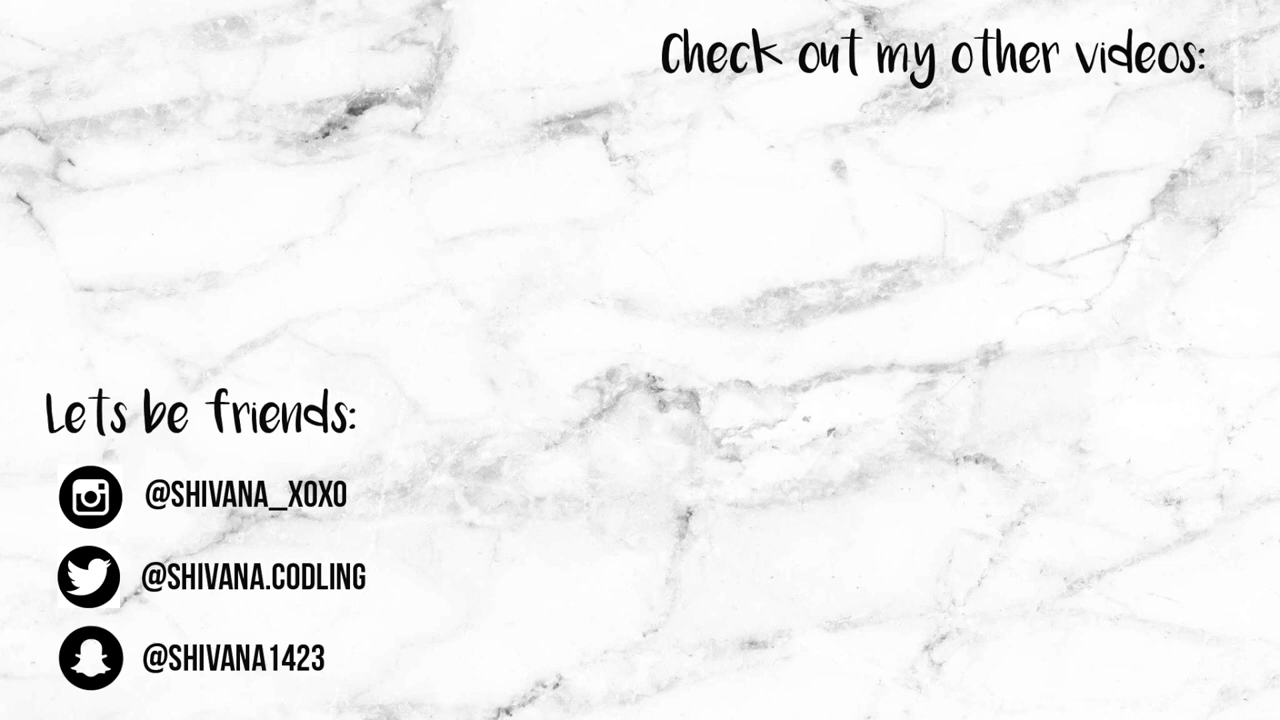 Check out my other videos:
Lets be friends:
@SHIVANA_XOXO
@SHIVANA.CODLING
@SHIVANA1423